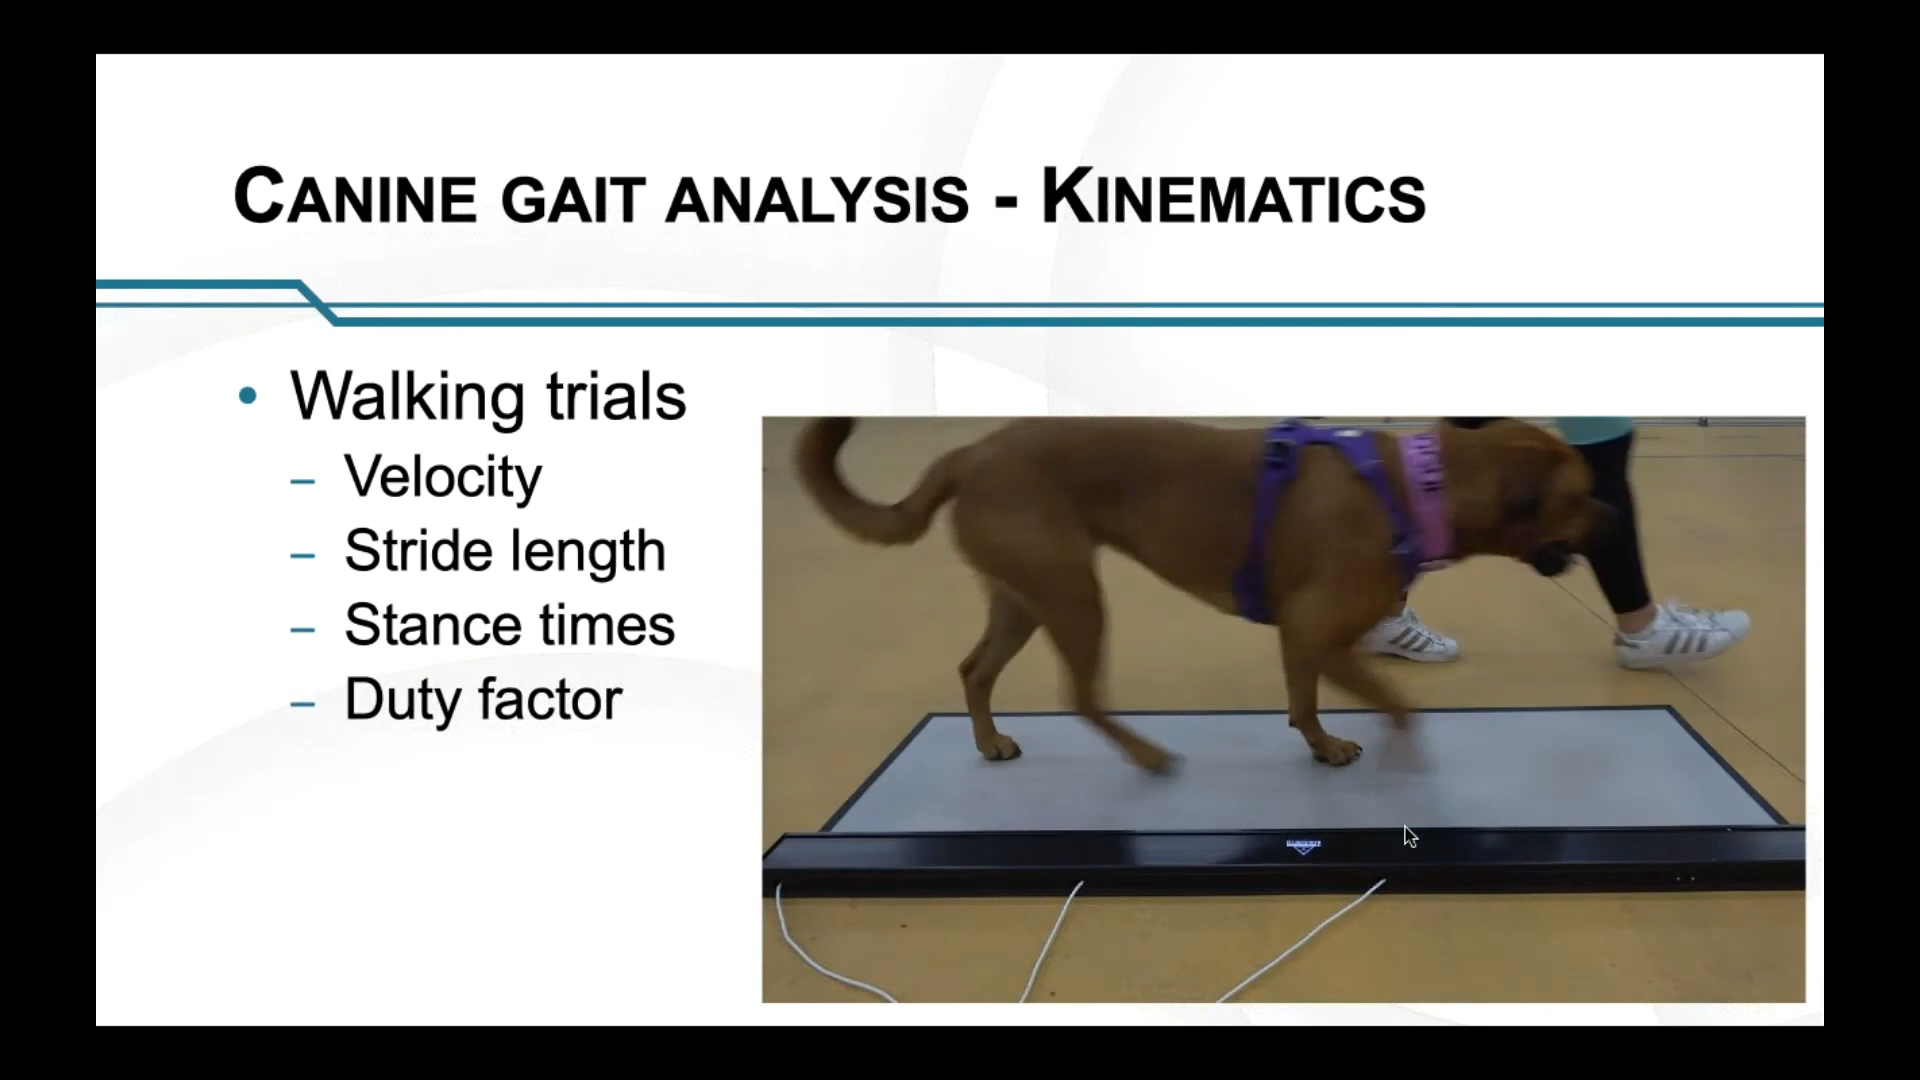 CANINE GAIT ANALYSIS - KINEMATICS
• Walking trials
– Velocity
– Stride length
– Stance times
– Duty factor